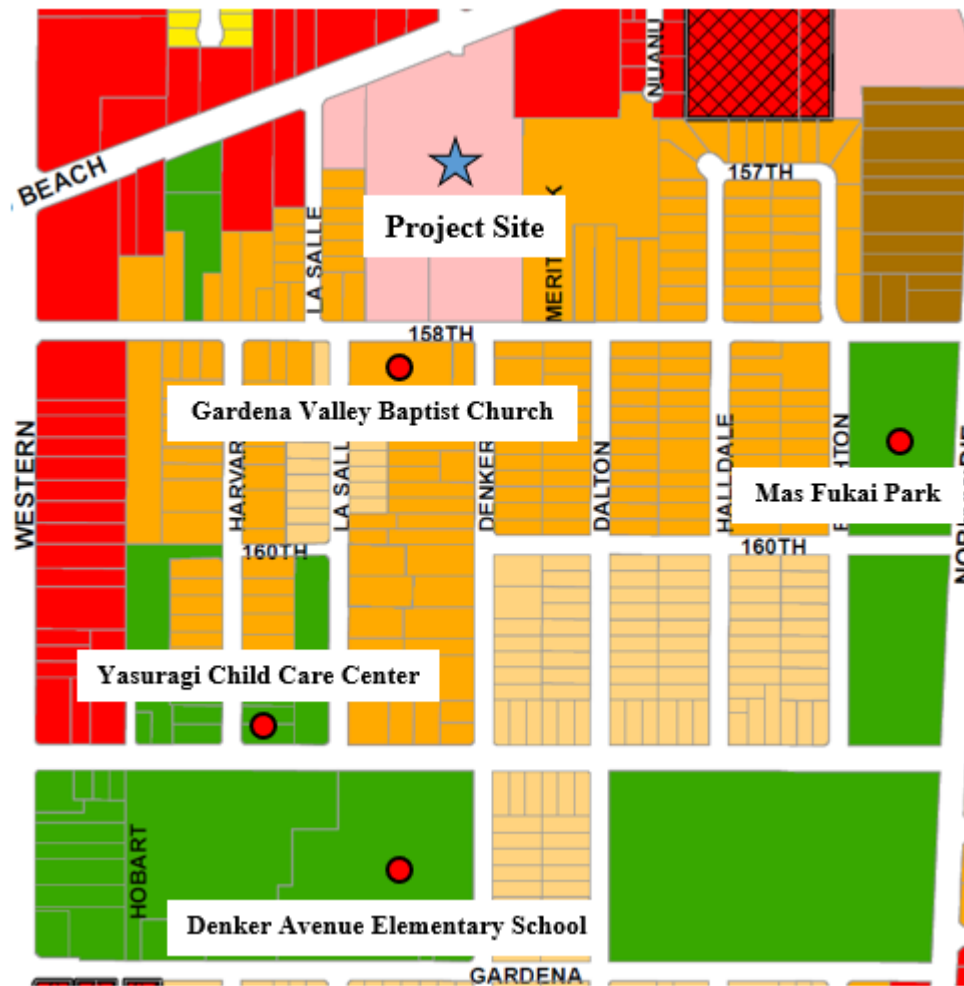 NUANU
BEACH
157TH
Project Site
LA SALLE
MERIT
158TH
Gardena Valley Baptist Church
WESTERN
HARVAR
LA SALL
DENKER
DALTON
HALLDALE
HTON
Mas Fukai Park
160TH
160TH
Yasuragi Child Care Center
HOBART
Denker Avenue Elementary School
GARDENA